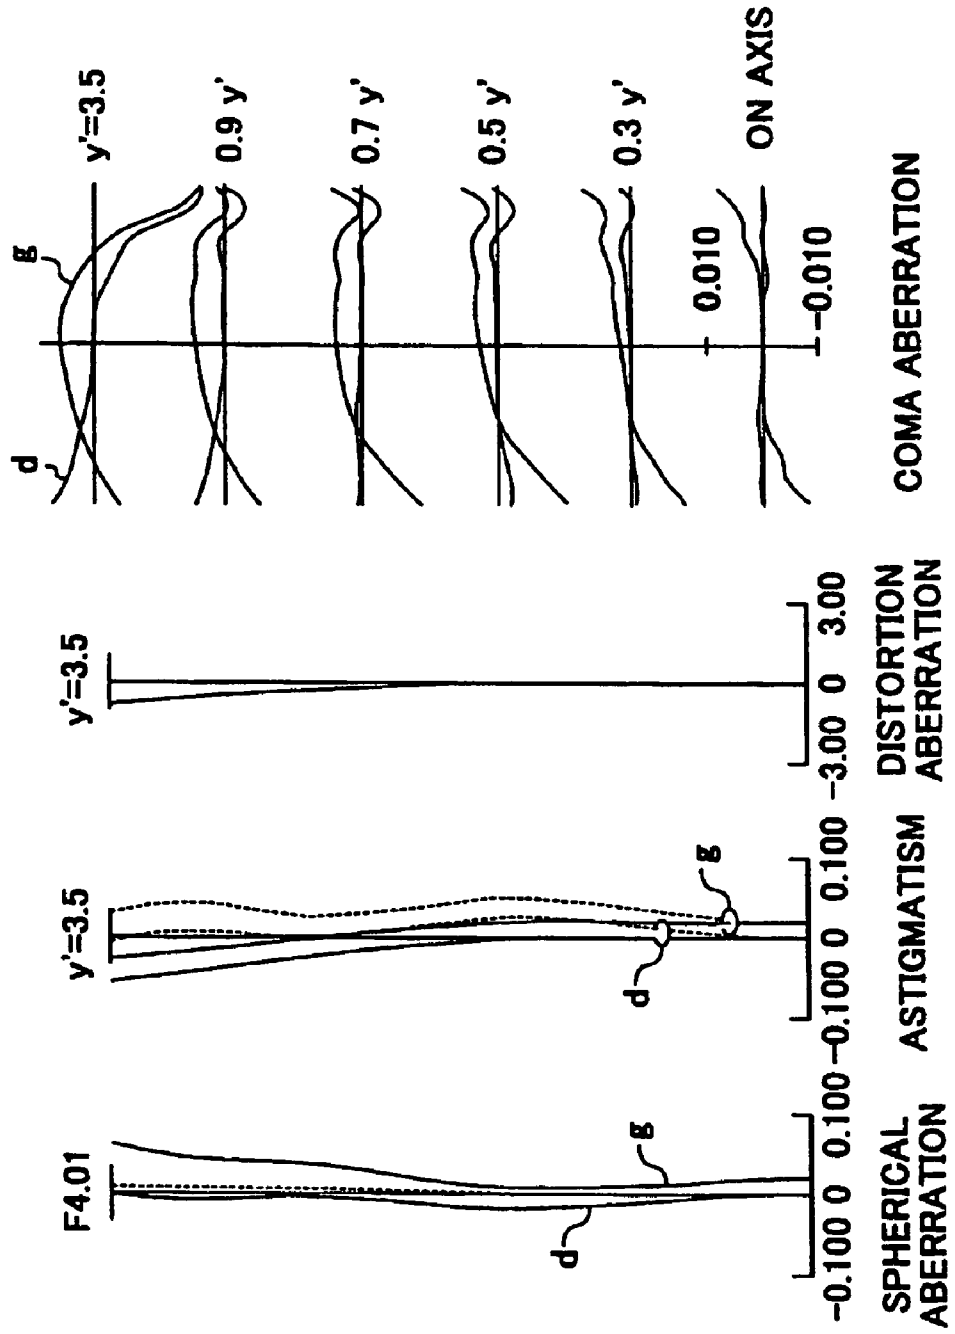 F4.01
g
d
-0.100 0 0.100
SPHERICAL
ABERRATION
y'=3.5
g
d
-0.100 0 0.100
ASTIGMATISM
y'=3.5
-3.00 0 3.00
DISTORTION
ABERRATION
g
d
y'=3.5
0.9 y'
0.7 y'
0.5 y'
0.3 y'
0.010
ON AXIS
-0.010
COMA ABERRATION